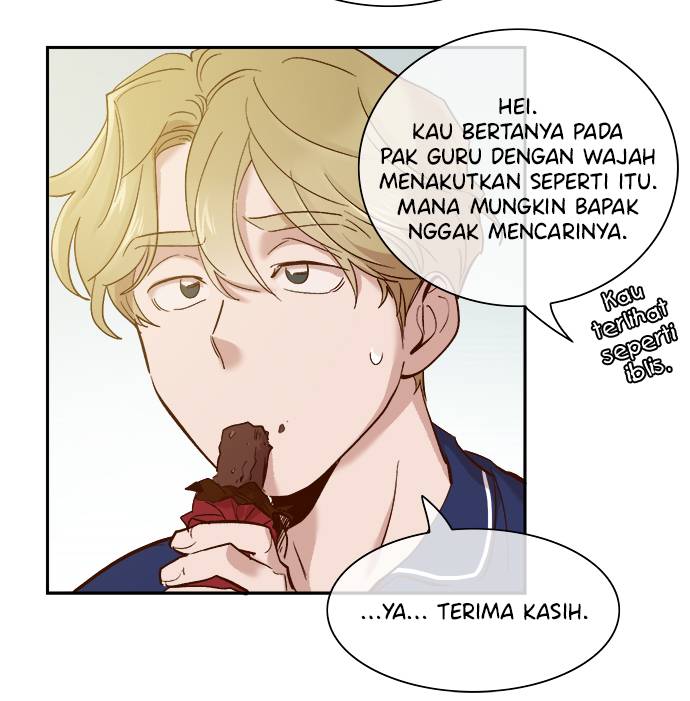 HEI.
KAU BERTANYA PADA
PAK GURU DENGAN WAJAH
MENAKUTKAN SEPERTI ITU.
MANA MUNGKIN BAPAK
NGGAK MENCARINYA.
Kau
terlihat
seperti
iblis.
...YA... TERIMA KASIH.